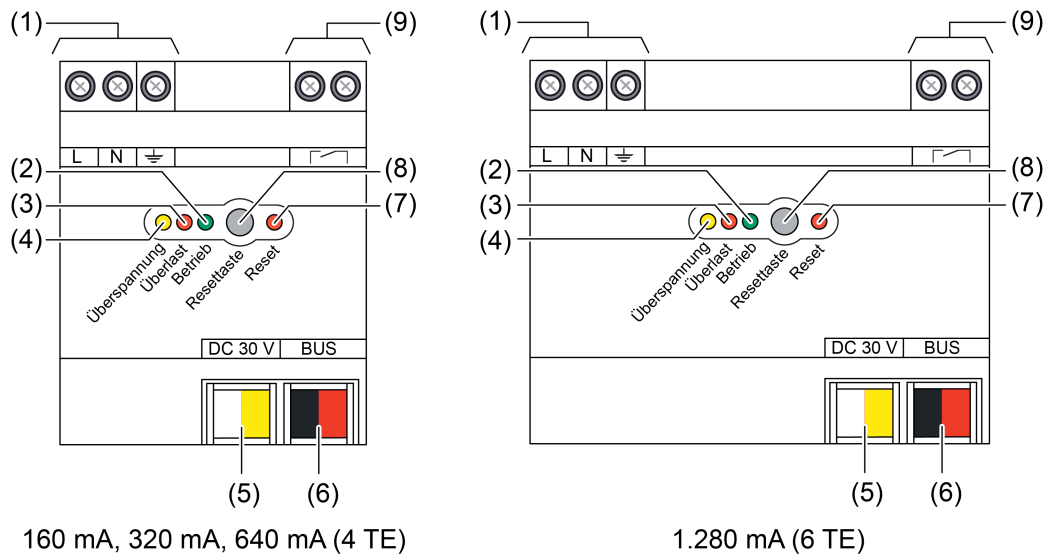 (1)
(9)
L N
(2)
(8)
(3)
(7)
(4)
Überspannung
Überlast
Betrieb
Resettaste
Reset
DC 30 V BUS
(5)
(6)
160 mA, 320 mA, 640 mA (4 TE)
(1)
(9)
L N
(2)
(8)
(3)
(7)
(4)
Überspannung
Überlast
Betrieb
Resettaste
Reset
DC 30 V BUS
(5)
(6)
1.280 mA (6 TE)